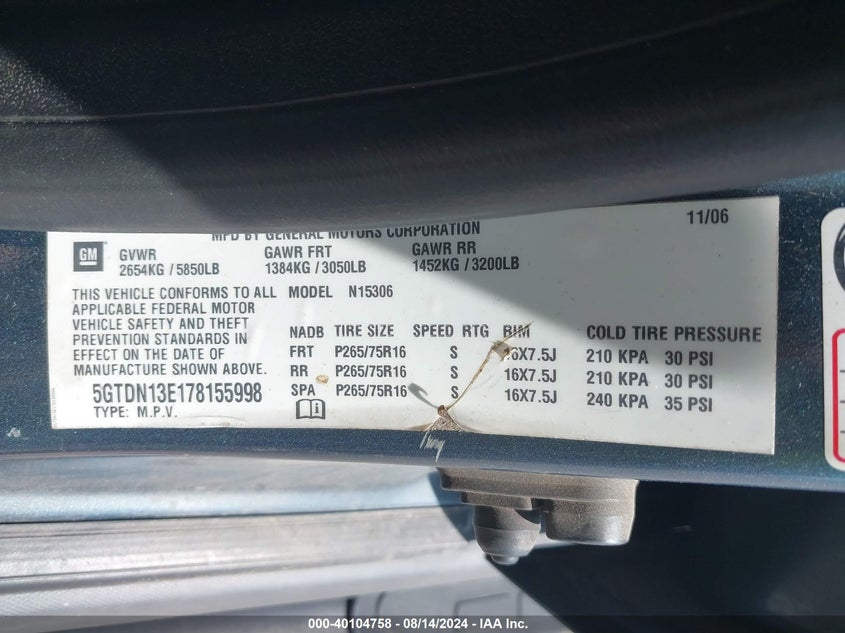 MFD BY GENERAL MOTORS CORPORATION 11/06
GM
GVWR GAWR FRT GAWR RR
2654KG / 5850LB 1384KG / 3050LB 1452KG / 3200LB
THIS VEHICLE CONFORMS TO ALL
APPLICABLE FEDERAL MOTOR
VEHICLE SAFETY AND THEFT
PREVENTION STANDARDS IN
EFFECT ON THE DATE OF
MANUFACTURE SHOWN ABOVE.
5GTDN13E178155998
TYPE: M.P.V.
MODEL N15306
NADB TIRE SIZE SPEED RTG RIM COLD TIRE PRESSURE
FRT P265/75R16 S 16X7.5J 210 KPA 30 PSI
RR P265/75R16 S 16X7.5J 210 KPA 30 PSI
SPA P265/75R16 S 16X7.5J 240 KPA 35 PSI
000-40104758 - 08/14/2024 - IAA Inc.